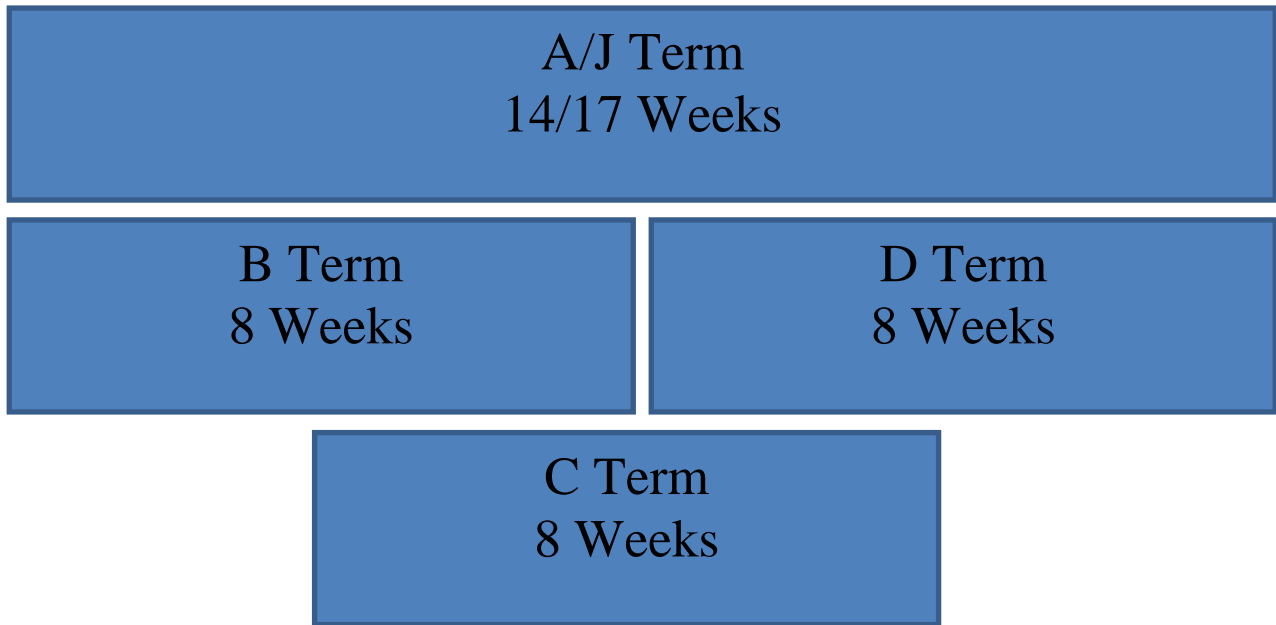 A/J Term
14/17 Weeks
B Term
8 Weeks
D Term
8 Weeks
C Term
8 Weeks